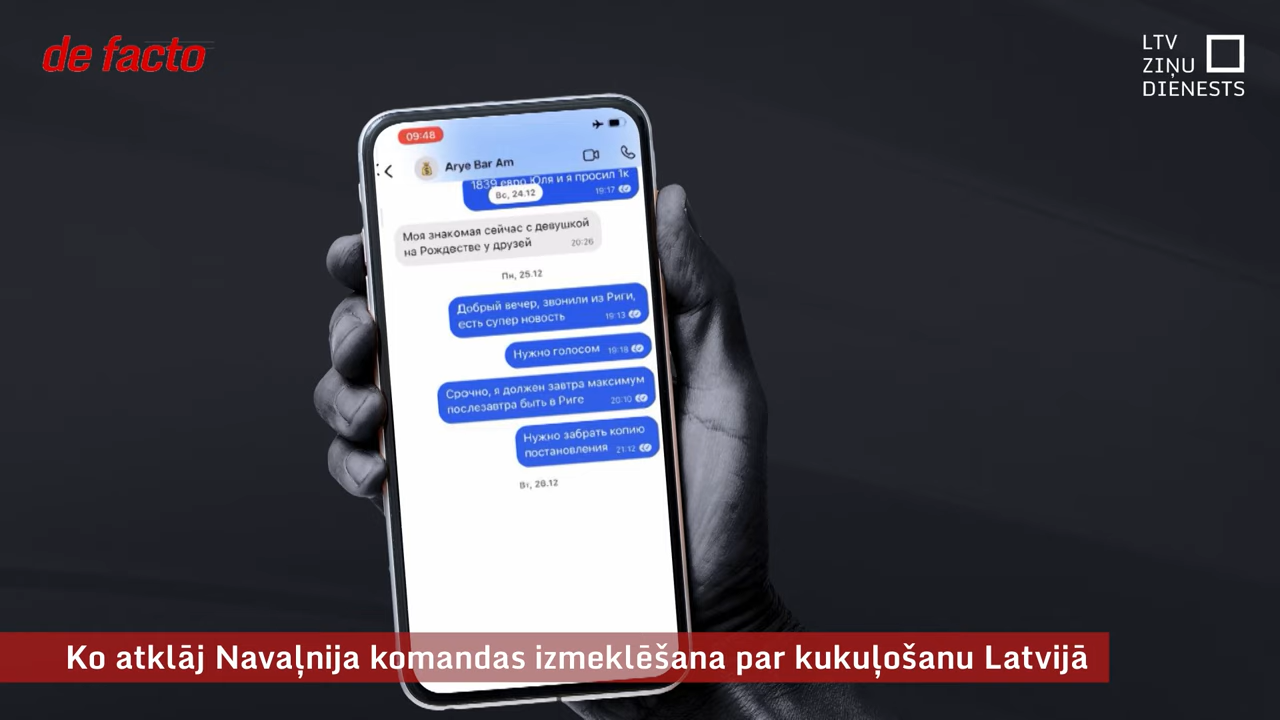 de facto
LTV
ZIŅU
DIENESTS
09:48
Arye Bar Am
1839 евро Юля и я просил 1к
19:17
Вс, 24.12
Моя знакомая сейчас с девушкой
на Рождестве у друзей 20:26
Пн, 25.12
Добрый вечер, звонили из Риги,
есть супер новость 19:13
Нужно голосом 19:18
Срочно, я должен завтра максимум
послезавтра быть в Риге 20:10
Нужно забрать копию
постановления 21:12
Вт, 26.12
Ko atklāj Navaļnija komandas izmeklēšana par kukuļošanu Latvijā